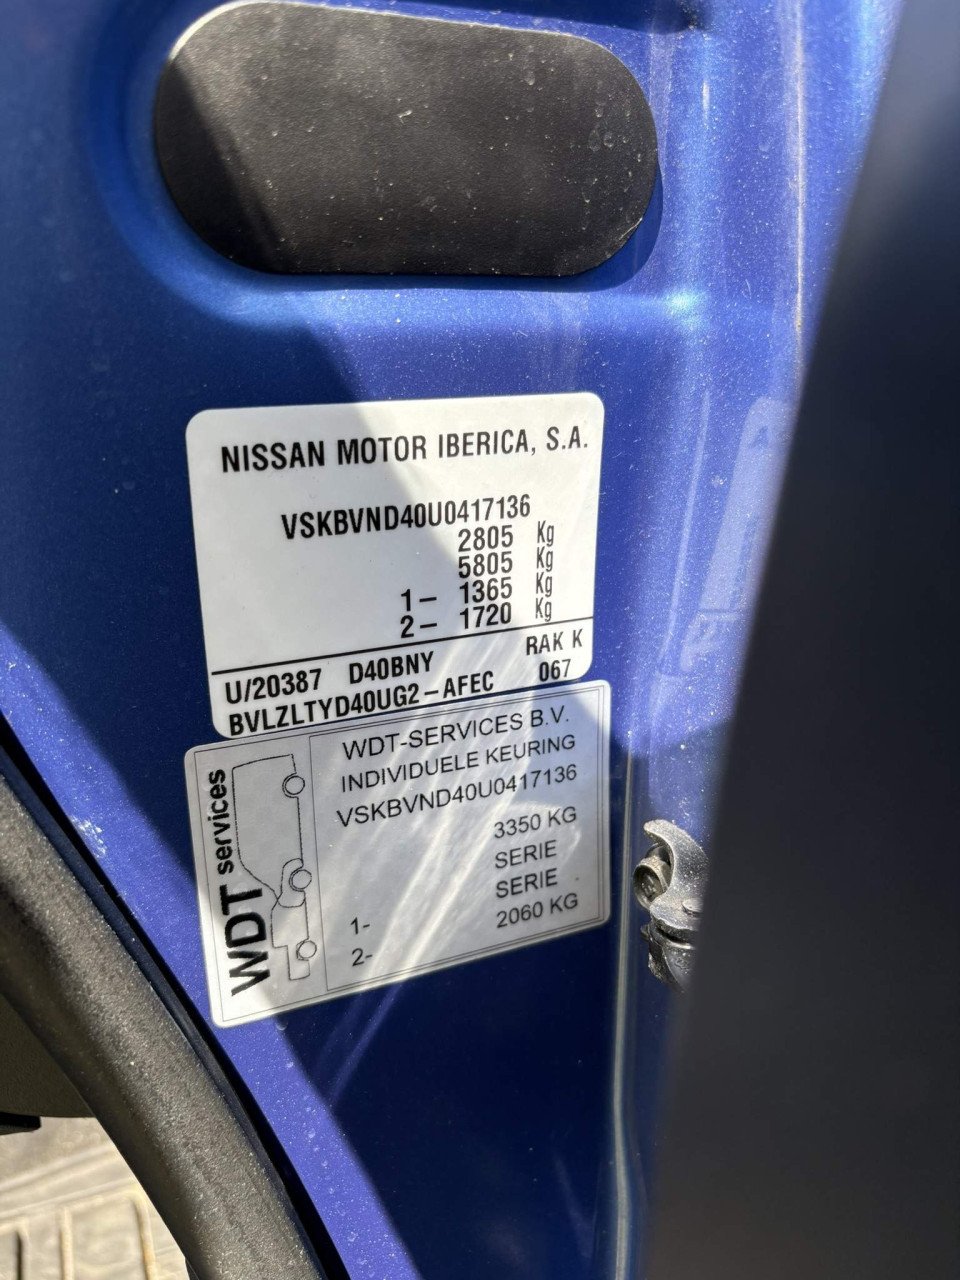 NISSAN MOTOR IBERICA, S.A.
VSKBVND40U0417136
2805 Kg
5805 Kg
1- 1365 Kg
2- 1720 Kg
U/20387 D40BNY RAK K
BVLZLTYD40UG2-AFEC 067
WDT services
WDT-SERVICES B.V.
INDIVIDUELE KEURING
VSKBVND40U0417136
3350 KG
SERIE
1- SERIE
2- 2060 KG